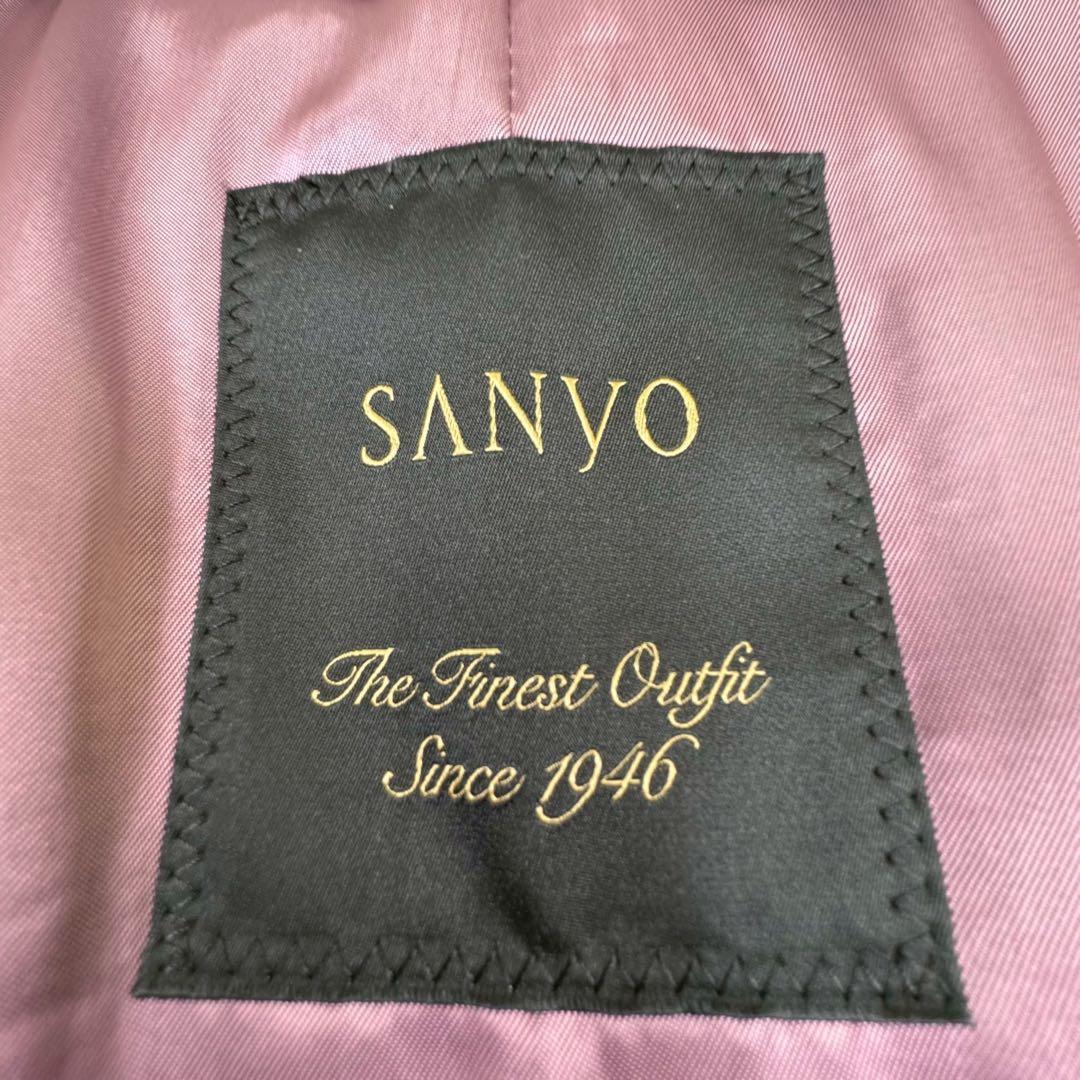 SANYO
The Finest Outfit
Since 1946